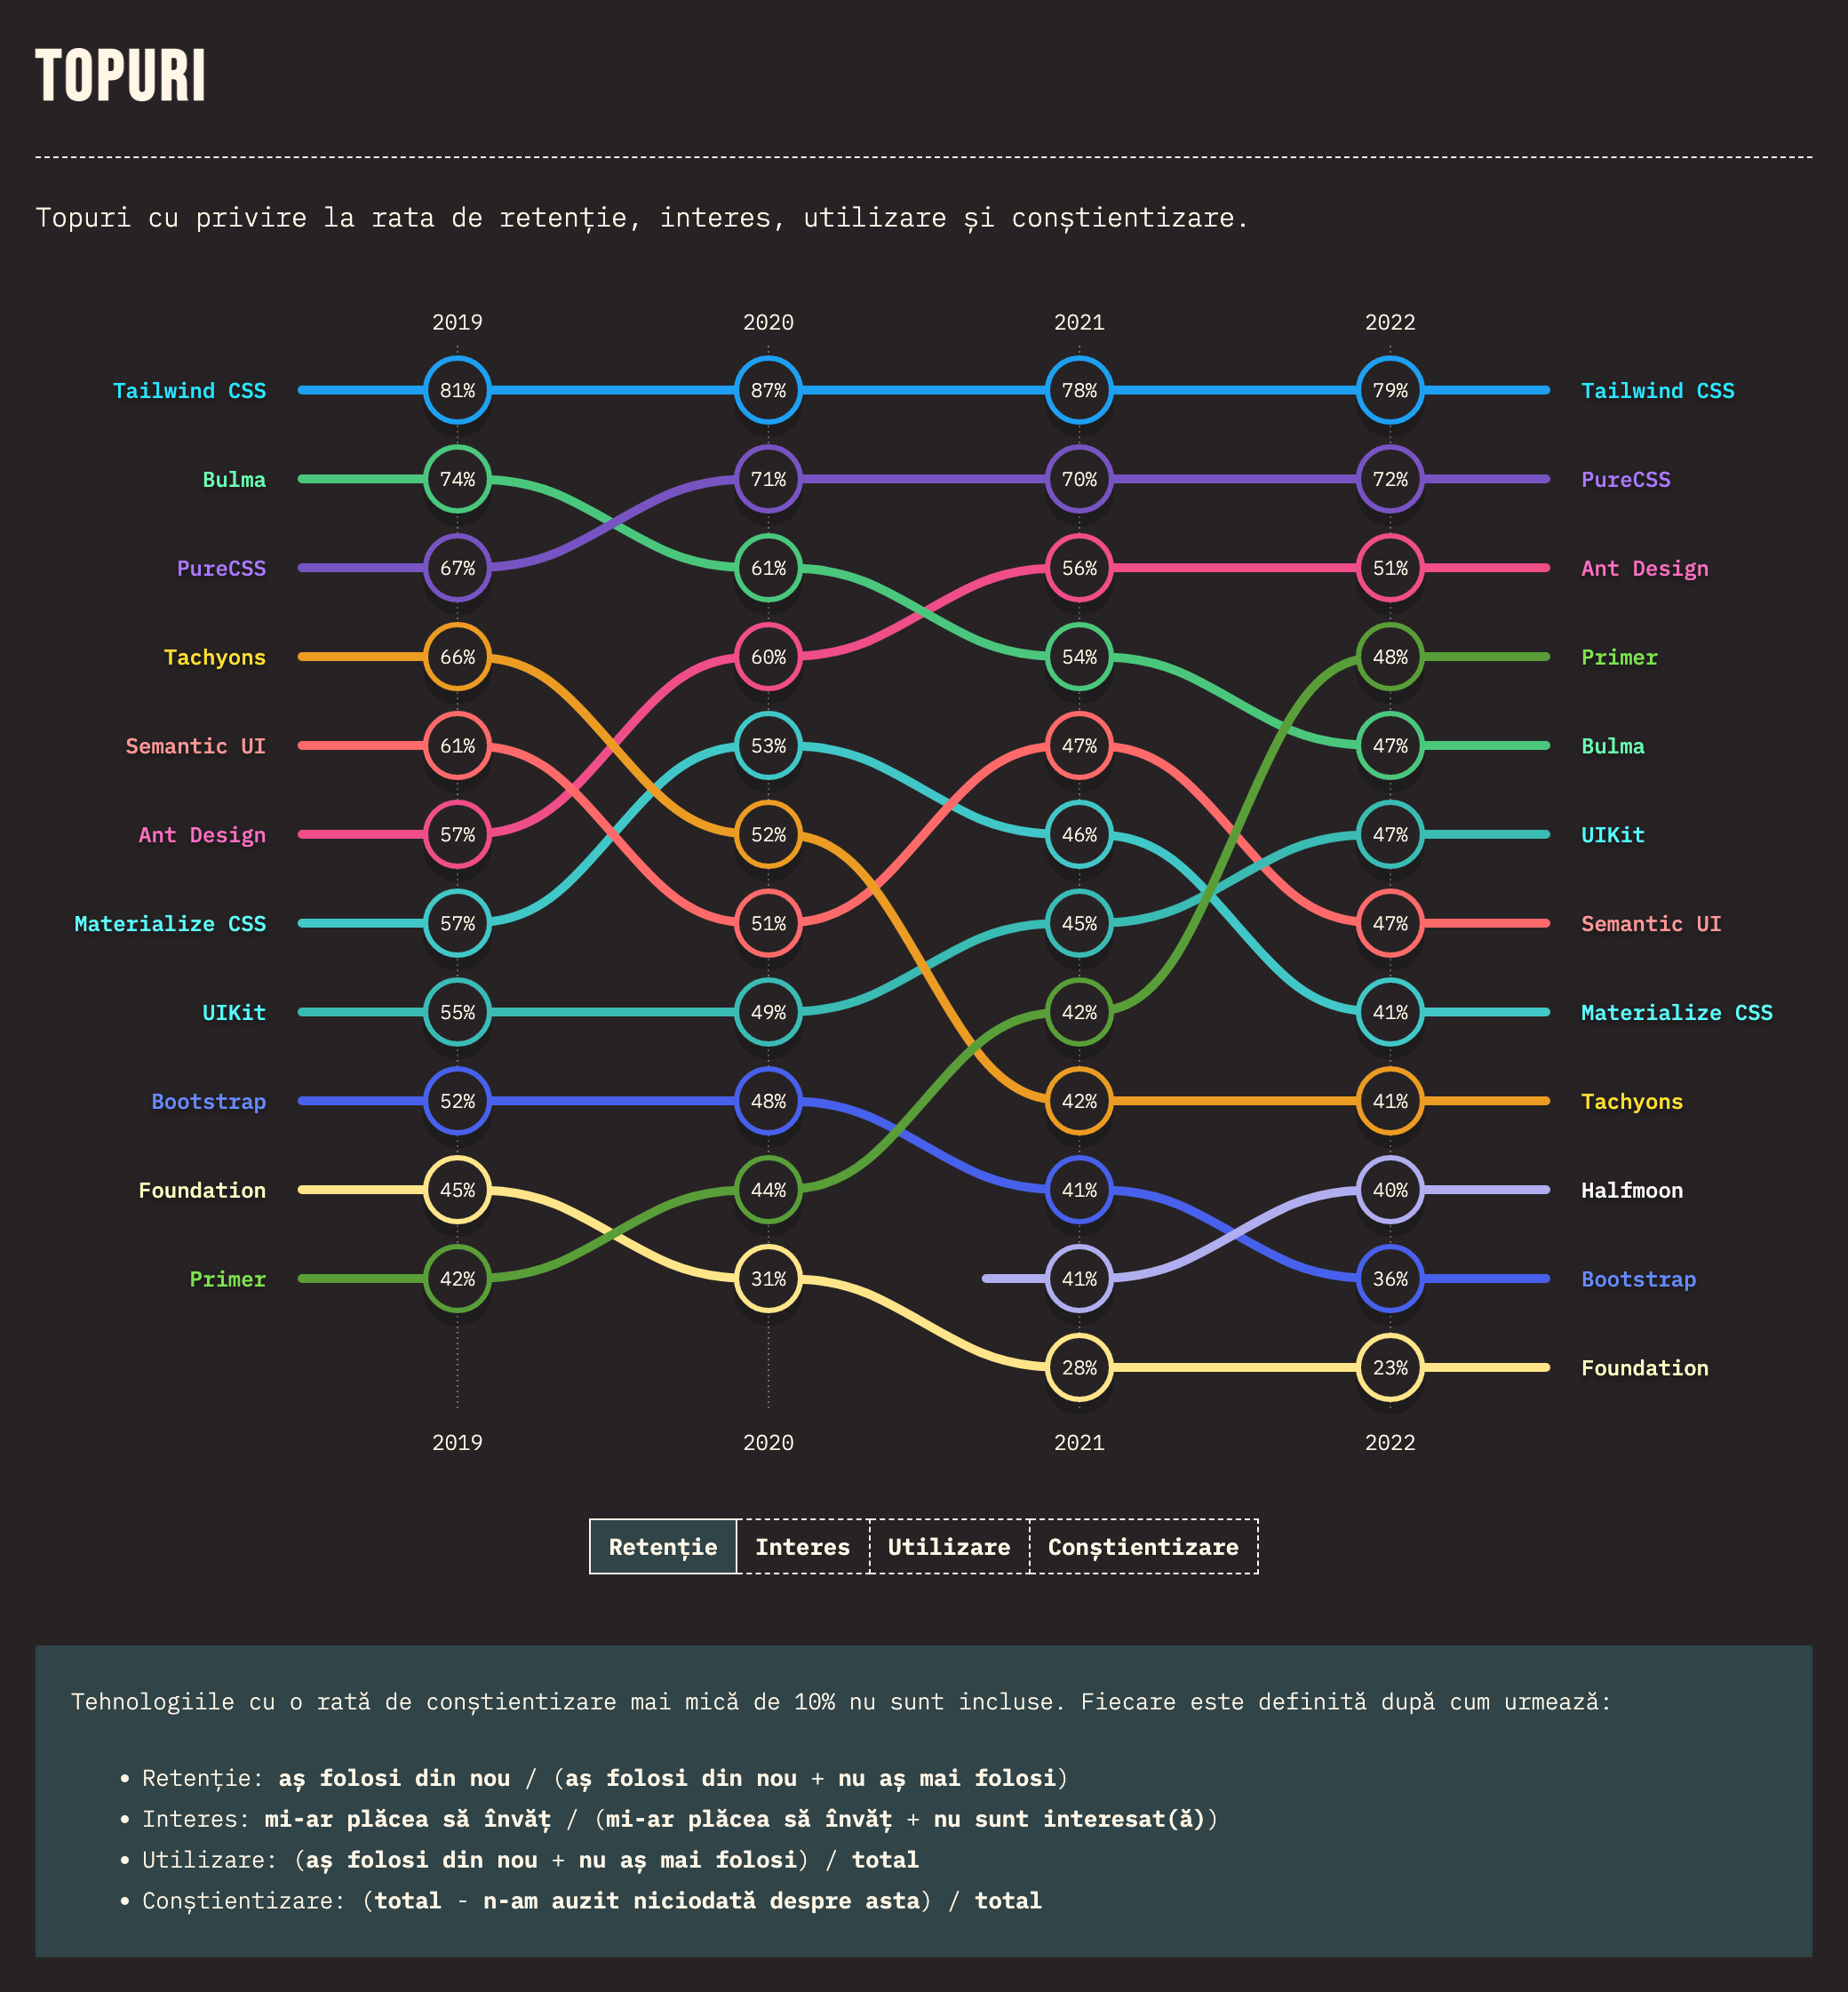 TOPURI
Topuri cu privire la rata de retenție, interes, utilizare și conștientizare.
2019 2020 2021 2022
Tailwind CSS 81% 87% 78% 79% Tailwind CSS
Bulma 74% 71% 70% 72% PureCSS
PureCSS 67% 61% 56% 51% Ant Design
Tachyons 66% 60% 54% 48% Primer
Semantic UI 61% 53% 47% 47% Bulma
Ant Design 57% 52% 46% 47% UIKit
Materialize CSS 57% 51% 45% 47% Semantic UI
UIKit 55% 49% 42% 41% Materialize CSS
Bootstrap 52% 48% 42% 41% Tachyons
Foundation 45% 44% 41% 40% Halfmoon
Primer 42% 31% 41% 36% Bootstrap
28% 23% Foundation
2019 2020 2021 2022
Retenție Interes Utilizare Conștientizare
Tehnologiile cu o rată de conștientizare mai mică de 10% nu sunt incluse. Fiecare este definită după cum urmează:
• Retenție: aș folosi din nou / (aș folosi din nou + nu aș mai folosi)
• Interes: mi-ar plăcea să învăț / (mi-ar plăcea să învăț + nu sunt interesat(ă))
• Utilizare: (aș folosi din nou + nu aș mai folosi) / total
• Conștientizare: (total - n-am auzit niciodată despre asta) / total